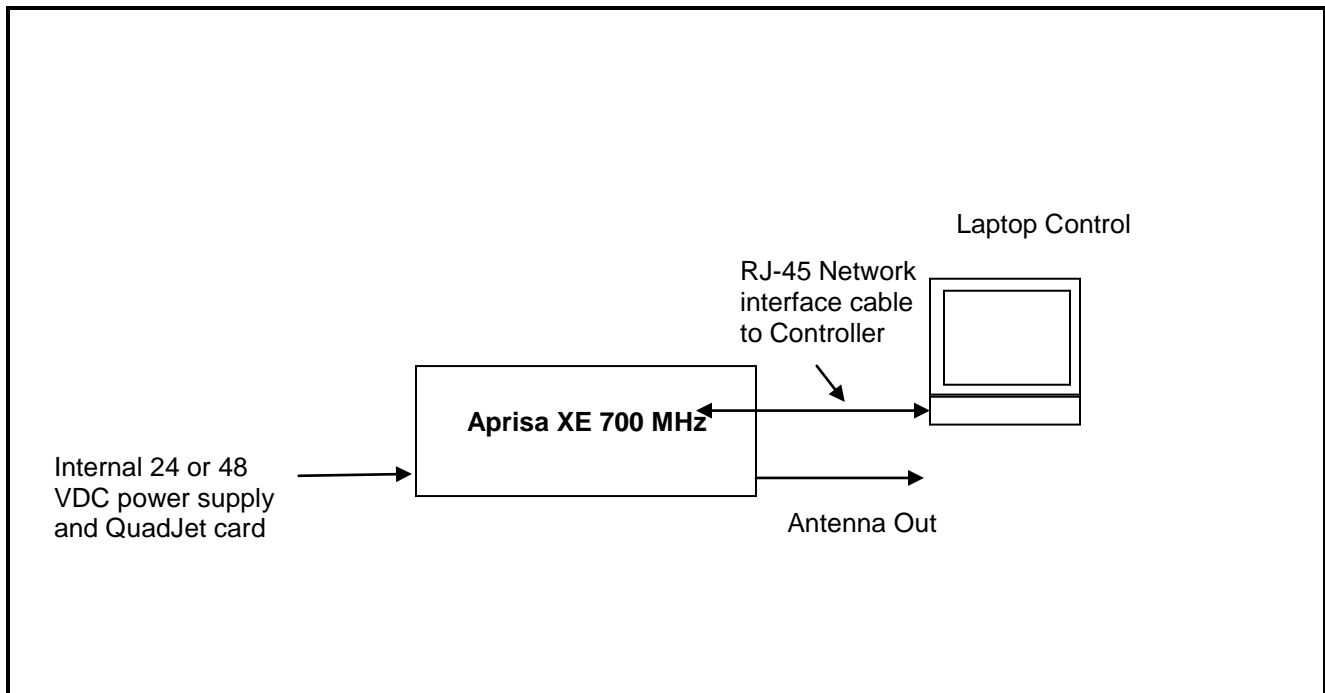 Laptop Control
RJ-45 Network
interface cable
to Controller
Aprisa XE 700 MHz
Internal 24 or 48
VDC power supply
and QuadJet card
Antenna Out